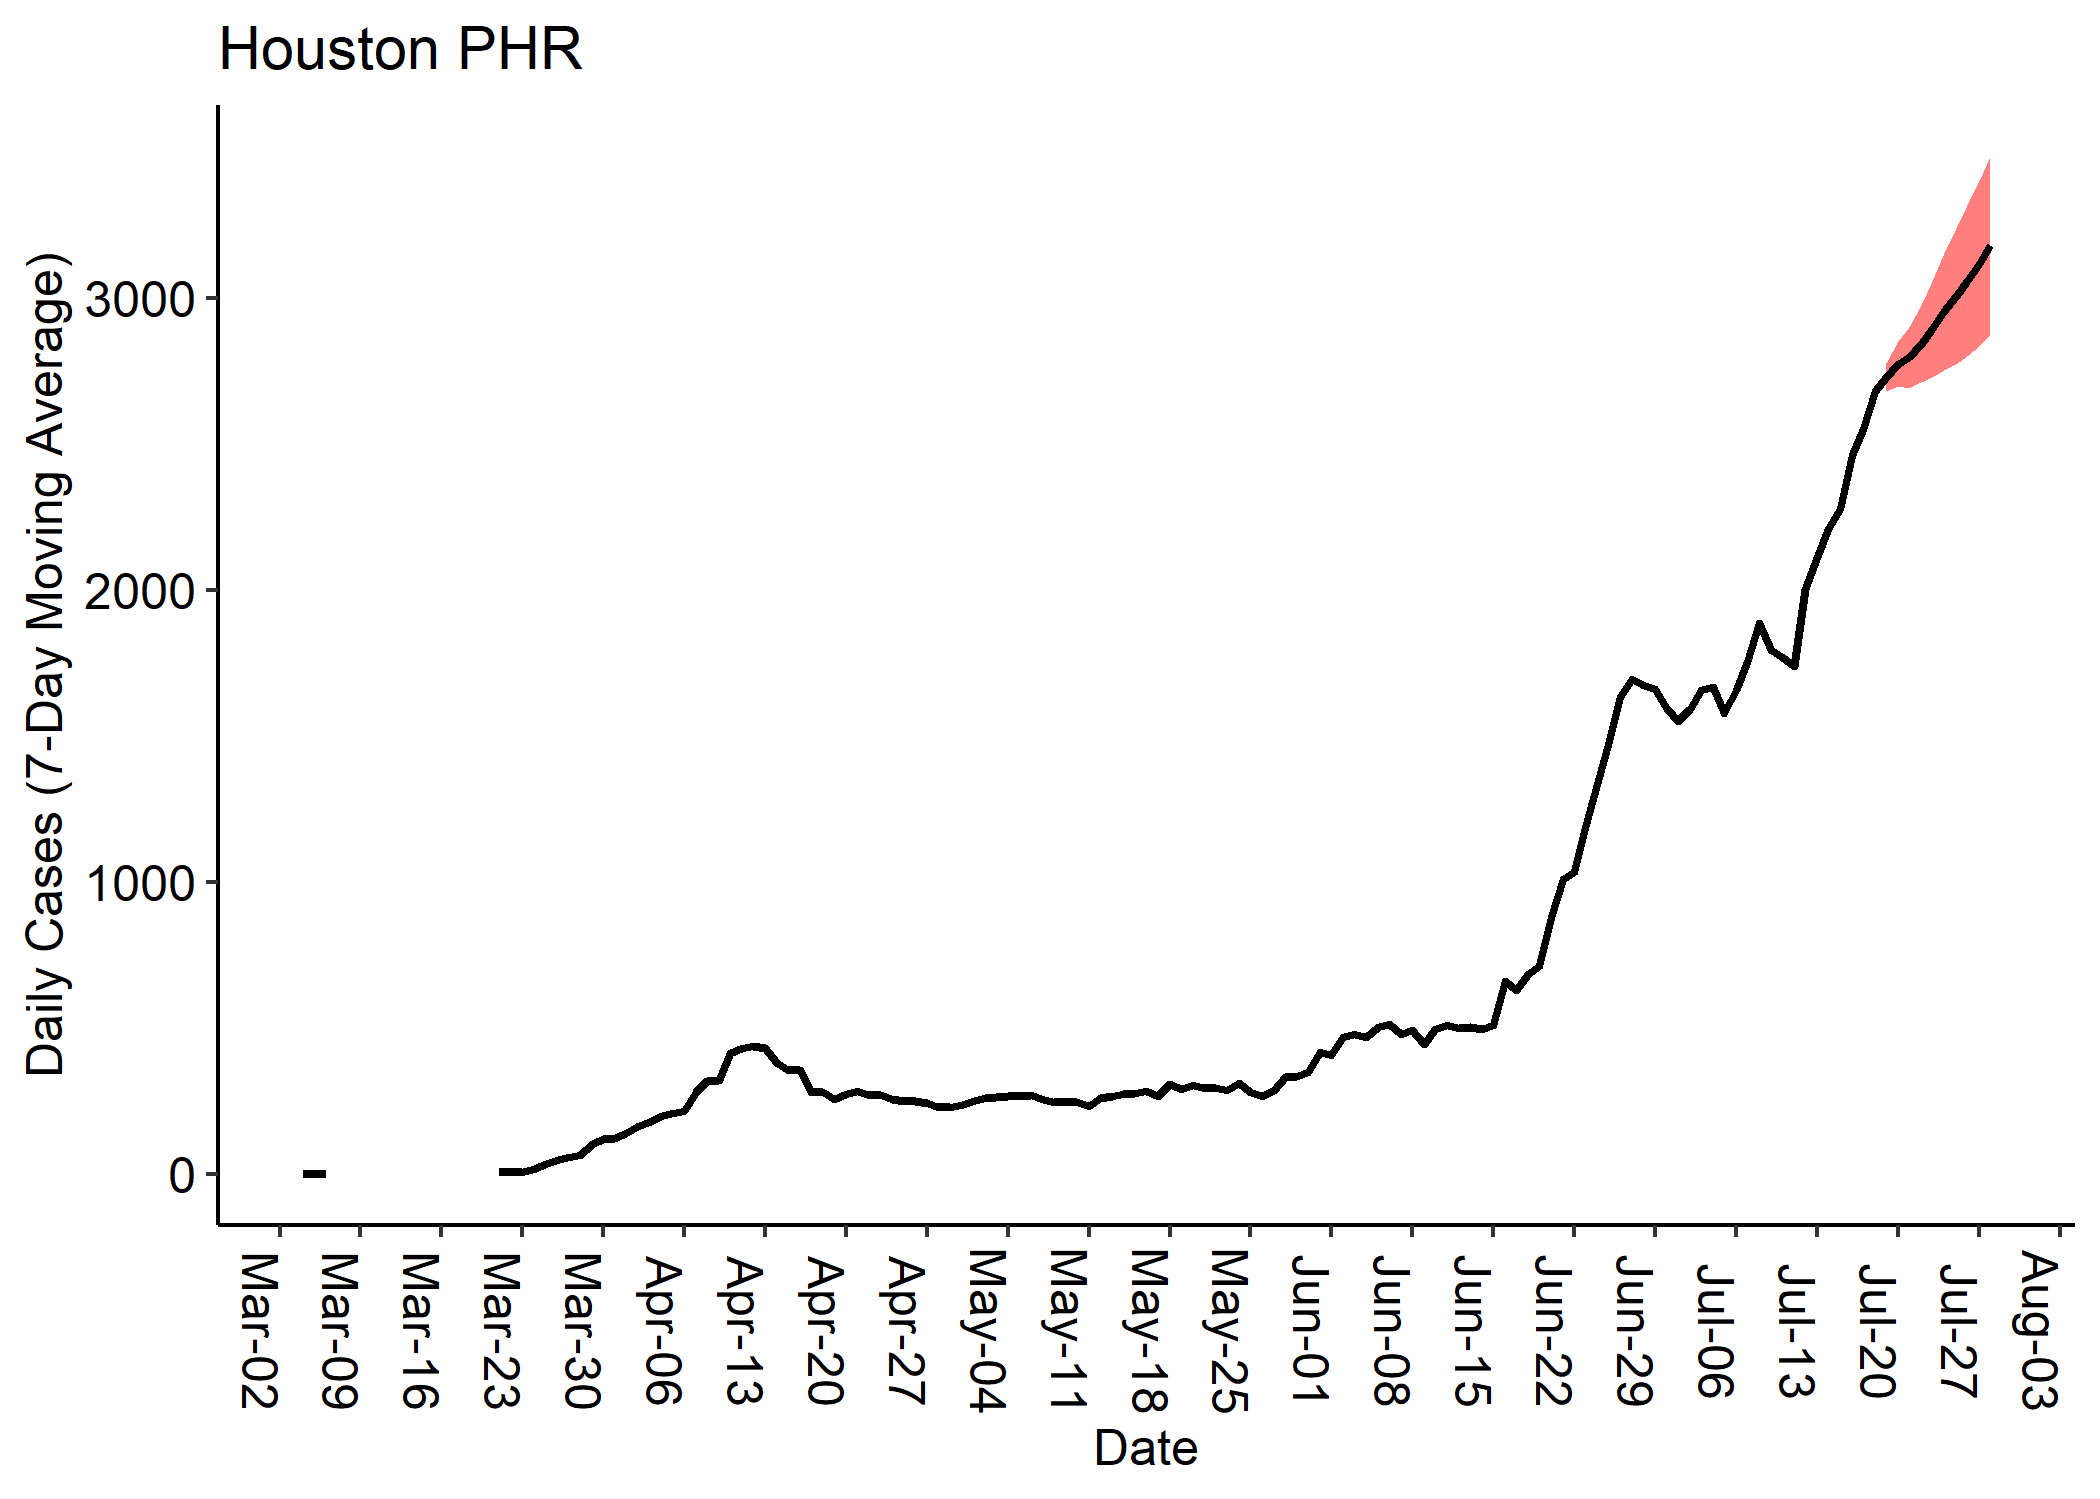 Houston PHR
Daily Cases (7-Day Moving Average)
3000
2000
1000
0
Mar-02
Mar-09
Mar-16
Mar-23
Mar-30
Apr-06
Apr-13
Apr-20
Apr-27
May-04
May-11
May-18
May-25
Jun-01
Jun-08
Jun-15
Jun-22
Jun-29
Jul-06
Jul-13
Jul-20
Jul-27
Aug-03
Date